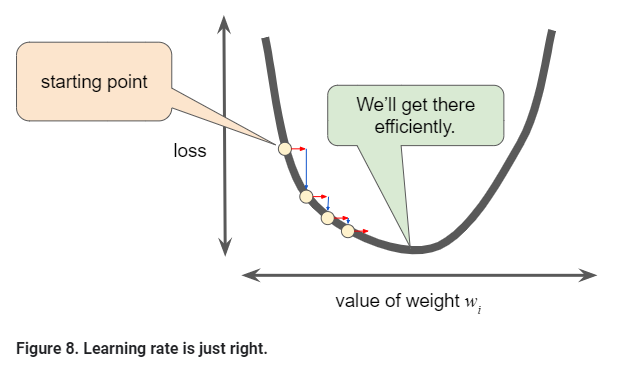 starting point
We'll get there
efficiently.
loss
value of weight wᵢ
Figure 8. Learning rate is just right.